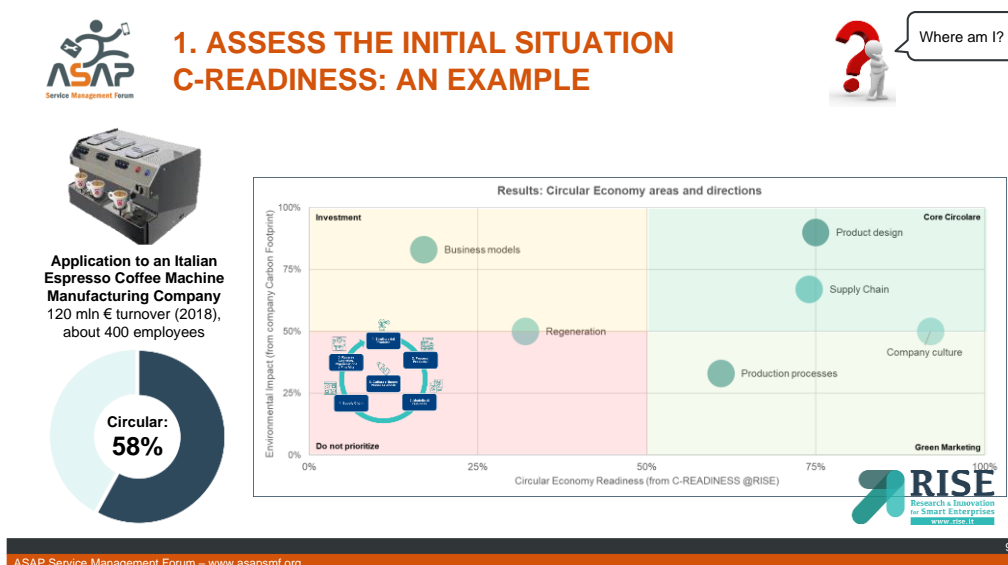 ASAP
Service Management Forum
1. ASSESS THE INITIAL SITUATION
C-READINESS: AN EXAMPLE
Where am I?
Application to an Italian
Espresso Coffee Machine
Manufacturing Company
120 mln € turnover (2018),
about 400 employees
Circular:
58%
Results: Circular Economy areas and directions
Environmental Impact (from company Carbon Footprint)
100%
75%
50%
25%
0%
Investment
Core Circolare
Business models
Product design
Supply Chain
Regeneration
Company culture
Production processes
Do not prioritize
Green Marketing
0%
25%
50%
75%
100%
Circular Economy Readiness (from C-READINESS @RISE)
RISE
Research & Innovation
for Smart Enterprises
www.rise.it
9
ASAP Service Management Forum – www.asapsmf.org